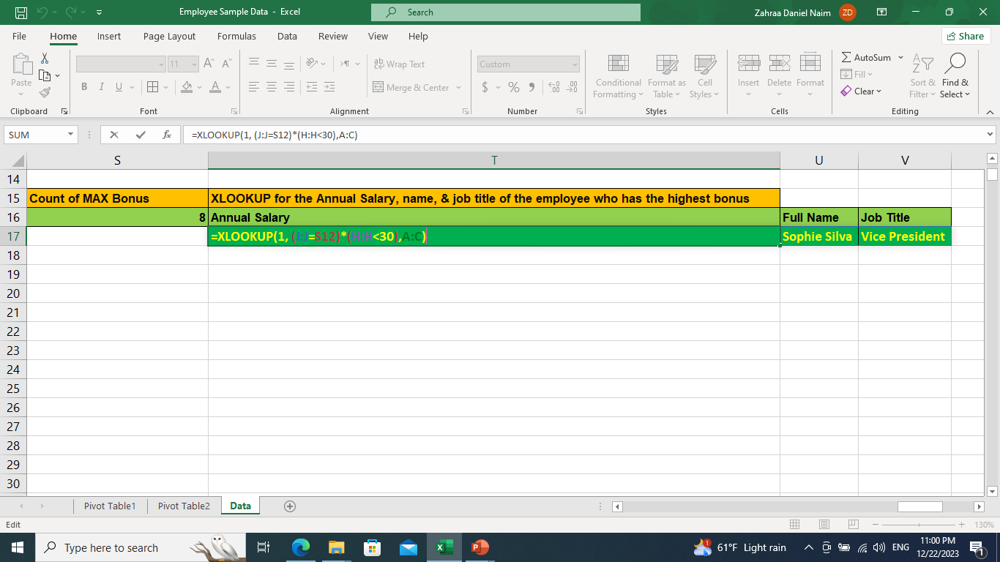 Employee Sample Data - Excel
Search
Zahraa Daniel Naim
ZD
File Home Insert Page Layout Formulas Data Review View Help
Share
Paste
Clipboard
11
B I U
A
Font
Wrap Text
Merge & Center
Alignment
Custom
$ %
Number
Conditional Formatting
Format as Table
Cell Styles
Styles
Insert Delete Format
Cells
AutoSum
Fill
Clear
Sort & Filter
Find & Select
Editing
SUM
fx
=XLOOKUP(1, (J:J=S12)*(H:H<30),A:C)
S T U V
14
15 Count of MAX Bonus XLOOKUP for the Annual Salary, name, & job title of the employee who has the highest bonus
16 8 Annual Salary Full Name Job Title
17 =XLOOKUP(1, (J:J=S12)*(H:H<30),A:C) Sophie Silva Vice President
18
19
20
21
22
23
24
25
26
27
28
29
30
Pivot Table1 Pivot Table2 Data
Edit
130%
Type here to search
1
61°F Light rain
ENG
11:00 PM
12/22/2023
1